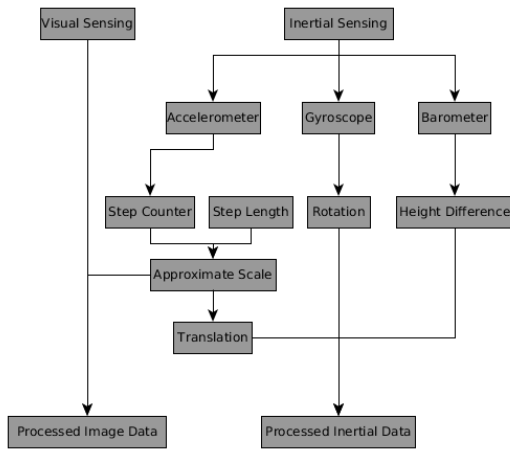 Visual Sensing
Inertial Sensing
Accelerometer
Gyroscope
Barometer
Step Counter
Step Length
Rotation
Height Difference
Approximate Scale
Translation
Processed Image Data
Processed Inertial Data